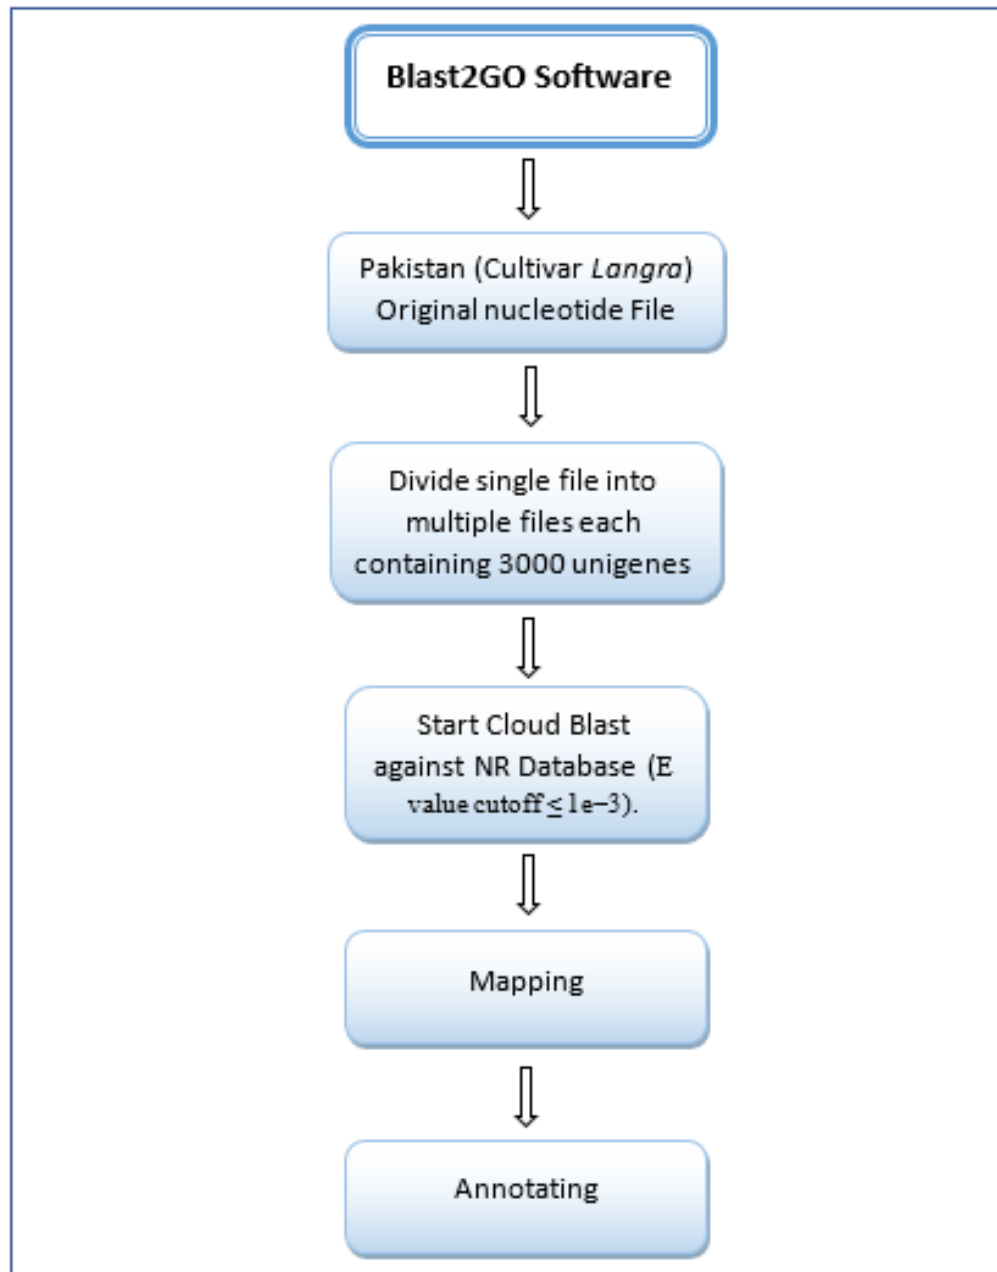 Blast2GO Software
Pakistan (Cultivar Langra)
Original nucleotide File
Divide single file into
multiple files each
containing 3000 unigenes
Start Cloud Blast
against NR Database (E
value cutoff ≤ 1e−3).
Mapping
Annotating